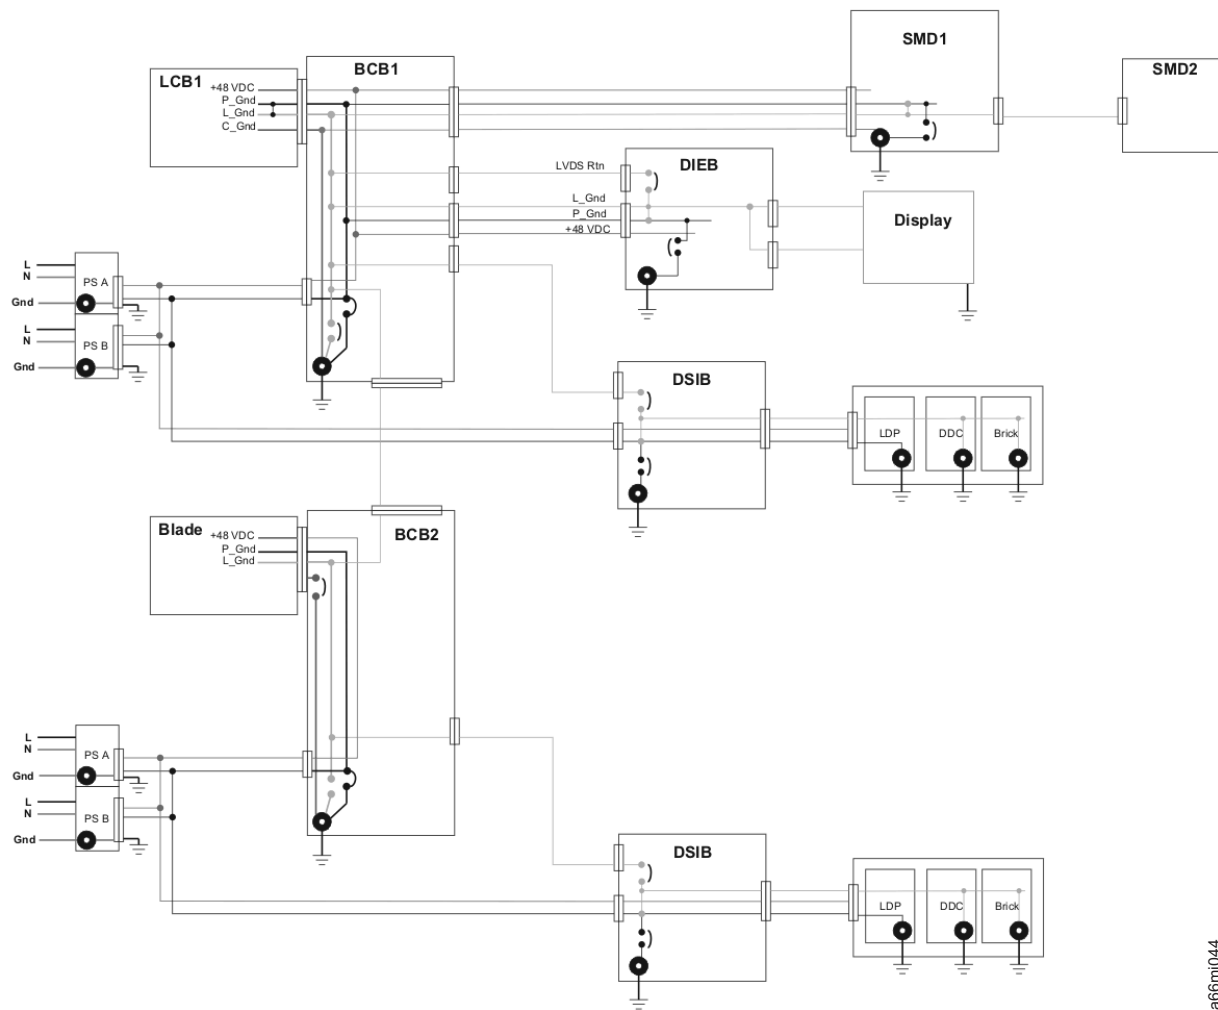 SMD1
SMD2
BCB1
LCB1
+48 VDC
P_Gnd
L_Gnd
C_Gnd
LVDS Rtn
DIEB
L_Gnd
P_Gnd
+48 VDC
Display
L
N
PS A
Gnd
L
N
PS B
Gnd
DSIB
LDP
DDC
Brick
Blade
+48 VDC
P_Gnd
L_Gnd
BCB2
L
N
PS A
Gnd
L
N
PS B
Gnd
DSIB
LDP
DDC
Brick
a66mi044